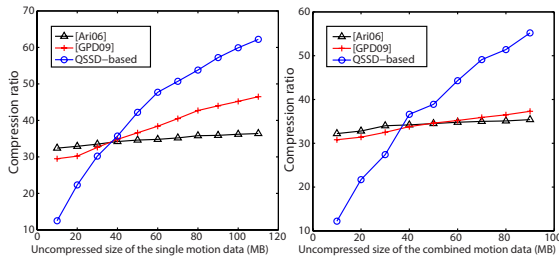 70
60
50
40
30
20
10
Compression ratio
[Ari06]
[GPD09]
QSSD-based
0 20 40 60 80 100 120
Uncompressed size of the single motion data (MB)
60
50
40
30
20
10
Compression ratio
[Ari06]
[GPD09]
QSSD-based
0 20 40 60 80 100
Uncompressed size of the combined motion data (MB)